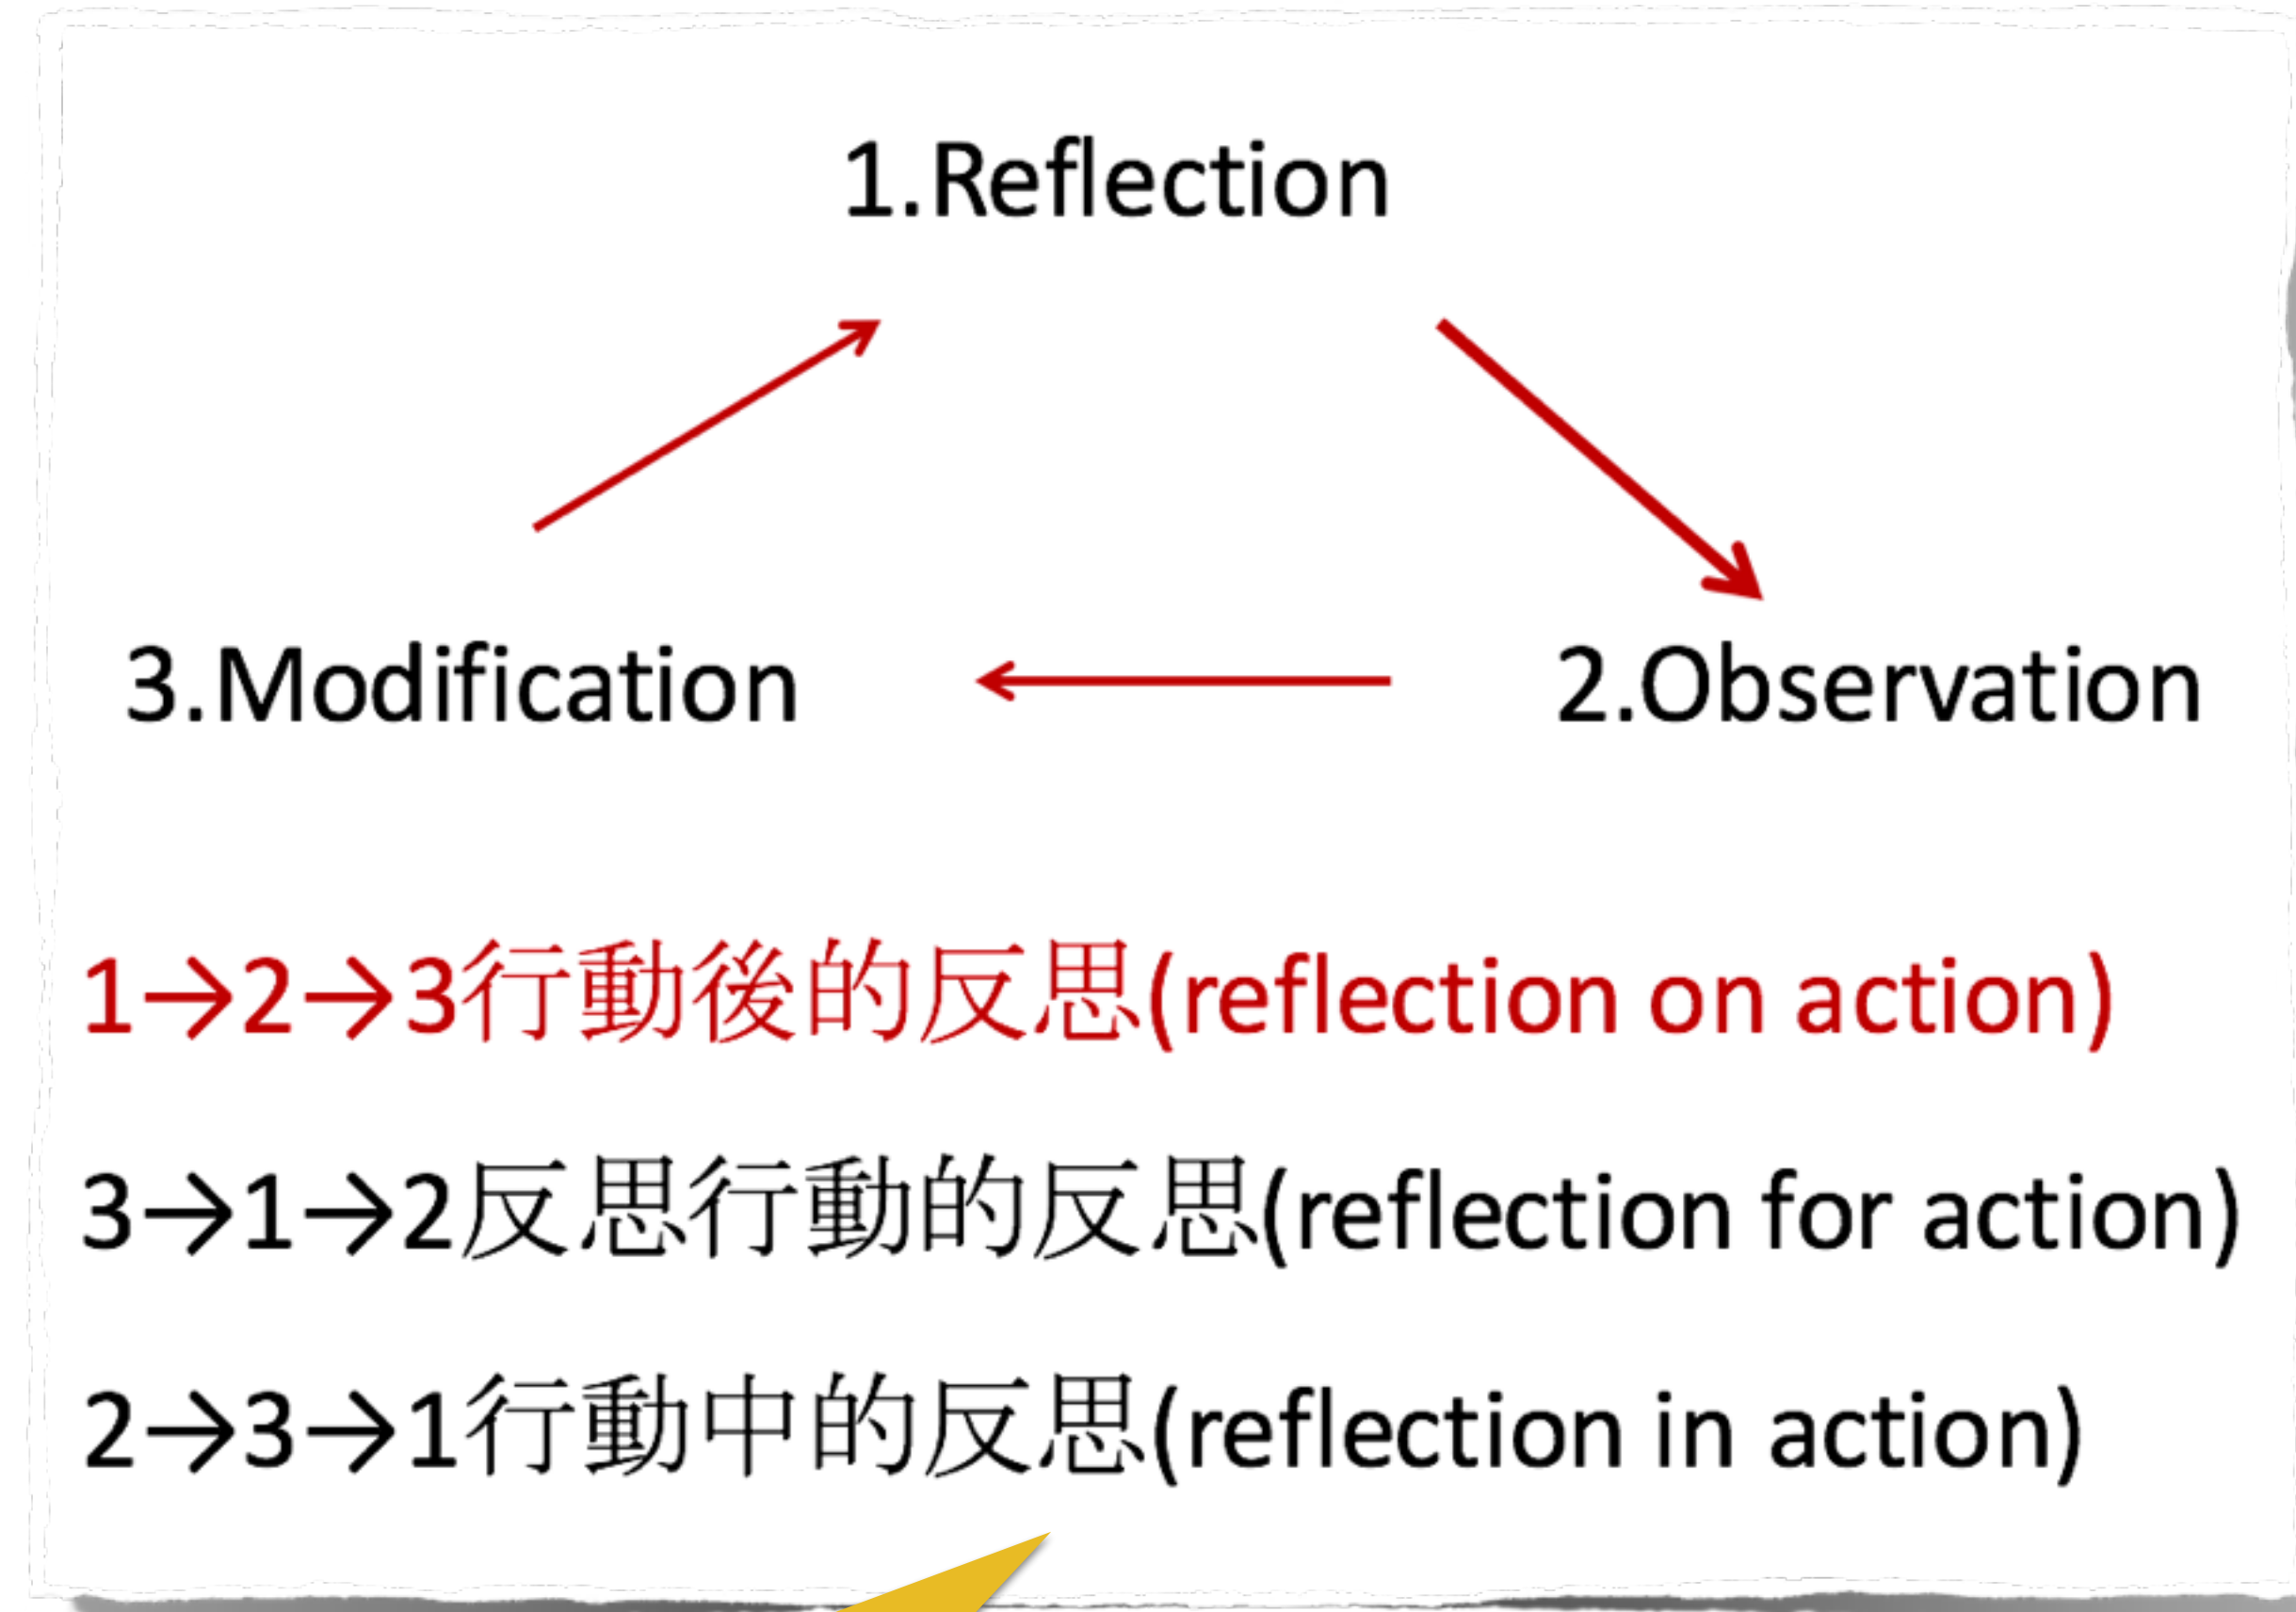 1.Reflection
3.Modification
2.Observation
1→2→3行動後的反思(reflection on action)
3→1→2反思行動的反思(reflection for action)
2→3→1行動中的反思(reflection in action)